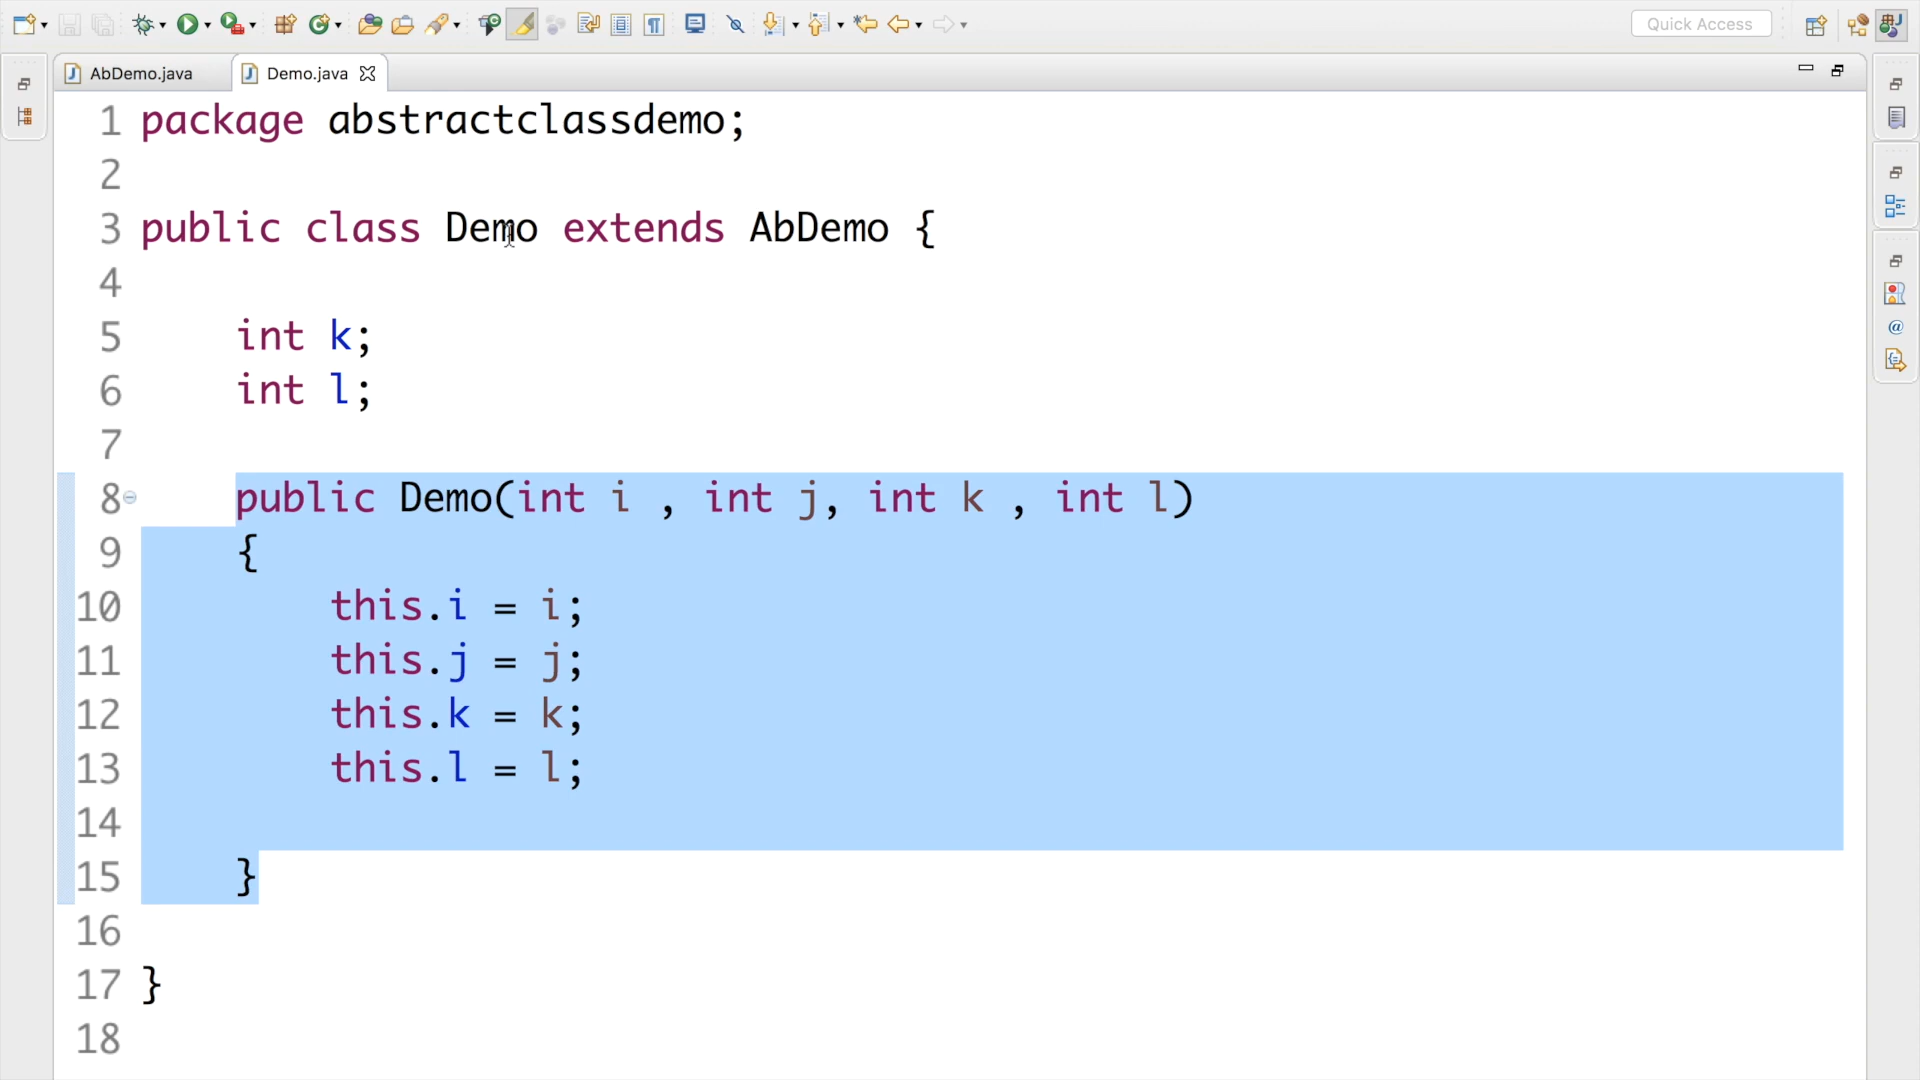 Quick Access
AbDemo.java
Demo.java
1 package abstractclassdemo;
2
3 public class Demo extends AbDemo {
4
5 int k;
6 int l;
7
8 public Demo(int i , int j, int k , int l)
9 {
10 this.i = i;
11 this.j = j;
12 this.k = k;
13 this.l = l;
14
15 }
16
17 }
18